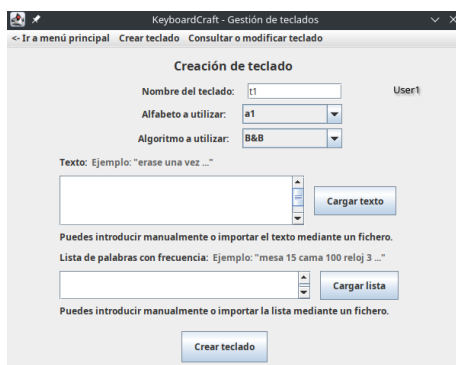 KeyboardCraft - Gestión de teclados
<- Ir a menú principal Crear teclado Consultar o modificar teclado
Creación de teclado
Nombre del teclado: t1 User1
Alfabeto a utilizar: a1
Algoritmo a utilizar: B&B
Texto: Ejemplo: "erase una vez ..."
Cargar texto
Puedes introducir manualmente o importar el texto mediante un fichero.
Lista de palabras con frecuencia: Ejemplo: "mesa 15 cama 100 reloj 3 ..."
Cargar lista
Puedes introducir manualmente o importar la lista mediante un fichero.
Crear teclado